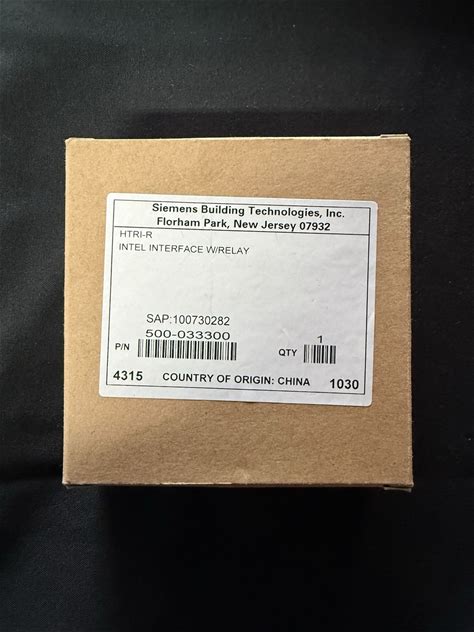 Siemens Building Technologies, Inc.
Florham Park, New Jersey 07932
HTRI-R
INTEL INTERFACE W/RELAY
SAP:100730282
500-033300
P/N
1
QTY
4315 COUNTRY OF ORIGIN: CHINA 1030